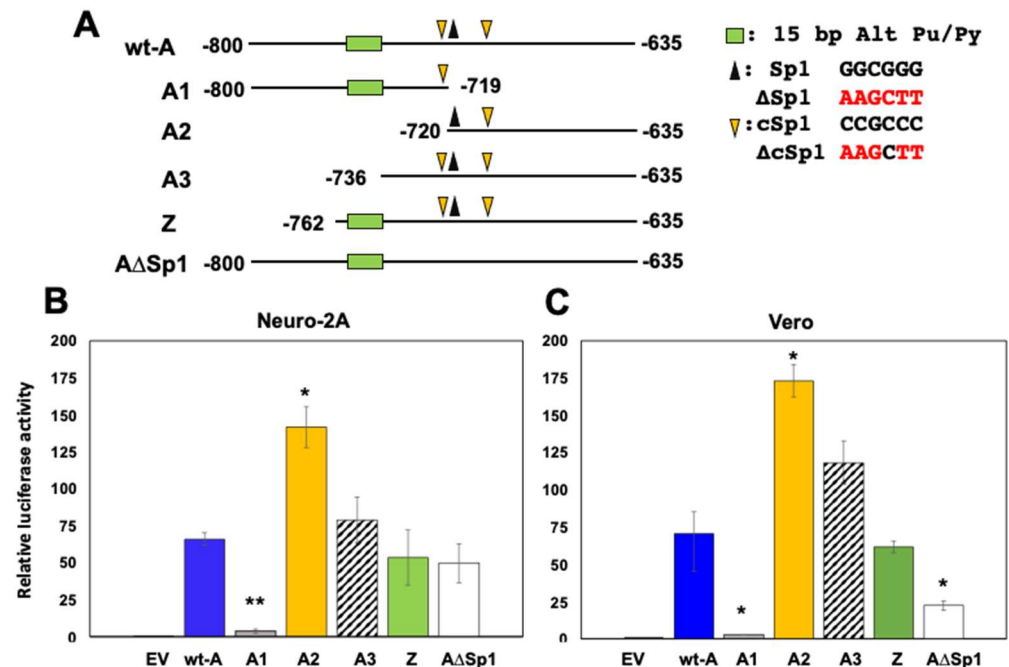 A
wt-A -800 -635
A1 -800 -719
A2 -720 -635
A3 -736 -635
Z -762 -635
AΔSp1 -800 -635
: 15 bp Alt Pu/Py
: Sp1 GGCGGG
ΔSp1 AAGCTT
:cSp1 CCGCCC
ΔcSp1 AAGCTT
B
Neuro-2A
Relative luciferase activity
200
175
150
125
100
75
50
25
0
**
*
EV wt-A A1 A2 A3 Z AΔSp1
C
Vero
200
175
150
125
100
75
50
25
0
*
*
*
EV wt-A A1 A2 A3 Z AΔSp1